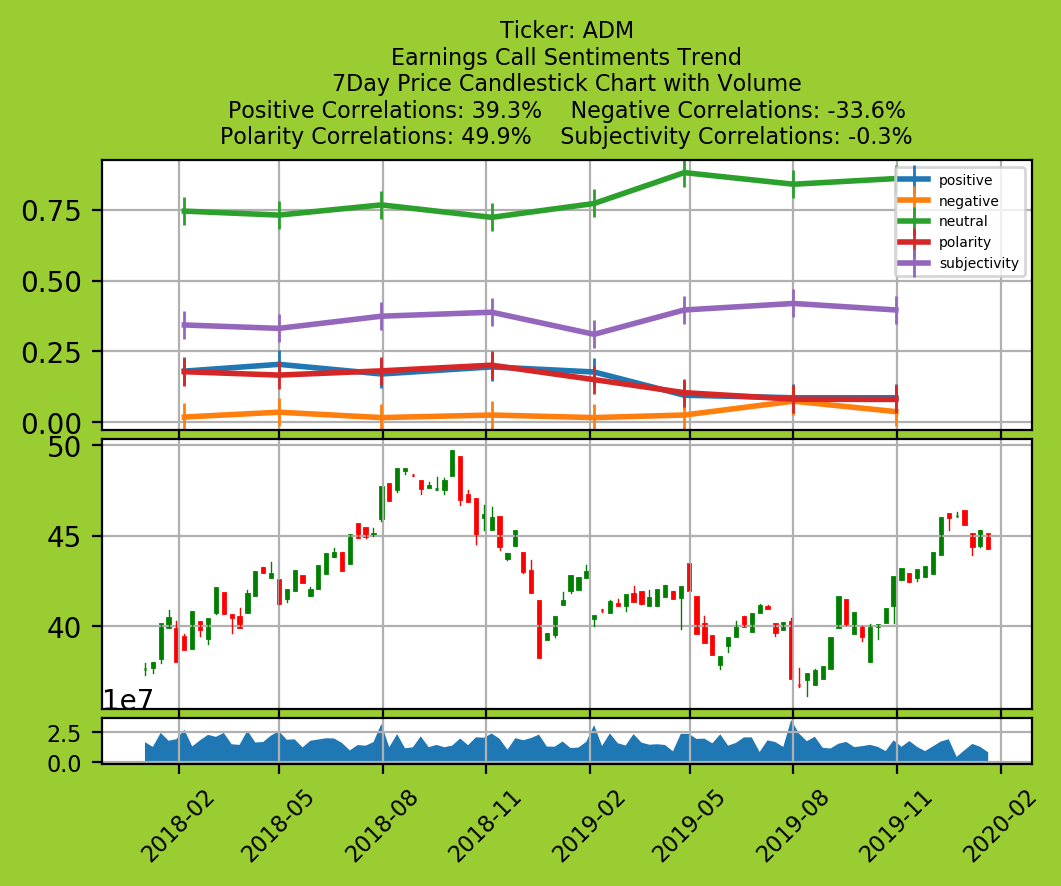 Ticker: ADM
Earnings Call Sentiments Trend
7Day Price Candlestick Chart with Volume
Positive Correlations: 39.3%    Negative Correlations: -33.6%
Polarity Correlations: 49.9%    Subjectivity Correlations: -0.3%
0.75
0.50
0.25
0.00
positive
negative
neutral
polarity
subjectivity
50
45
40
1e7
2.5
0.0
2018-02
2018-05
2018-08
2018-11
2019-02
2019-05
2019-08
2019-11
2020-02